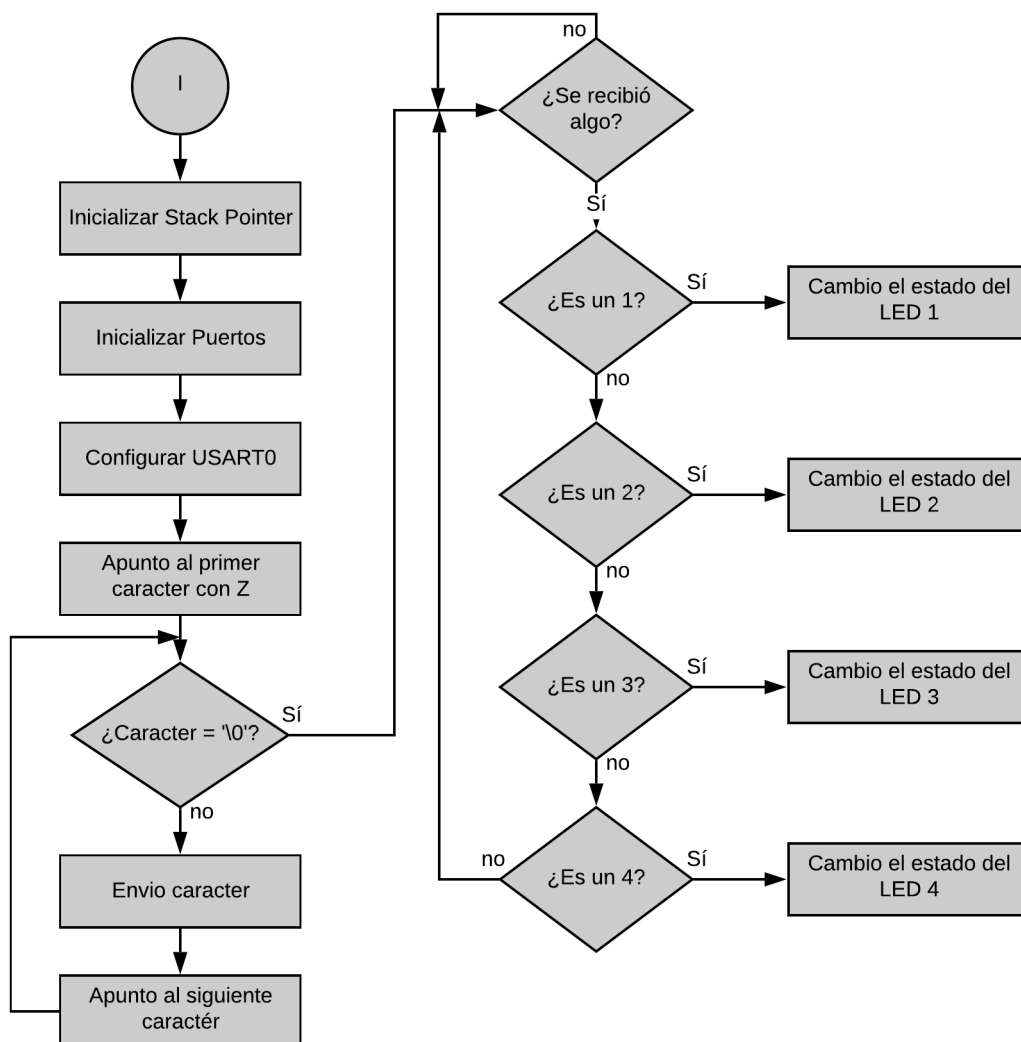 I
Inicializar Stack Pointer
Inicializar Puertos
Configurar USART0
Apunto al primer
caracter con Z
¿Caracter = '\0'?
Sí
no
Envio caracter
Apunto al siguiente
caractér
no
¿Se recibió
algo?
Sí
¿Es un 1?
Sí
Cambio el estado del
LED 1
no
¿Es un 2?
Sí
Cambio el estado del
LED 2
no
¿Es un 3?
Sí
Cambio el estado del
LED 3
no
no
¿Es un 4?
Sí
Cambio el estado del
LED 4